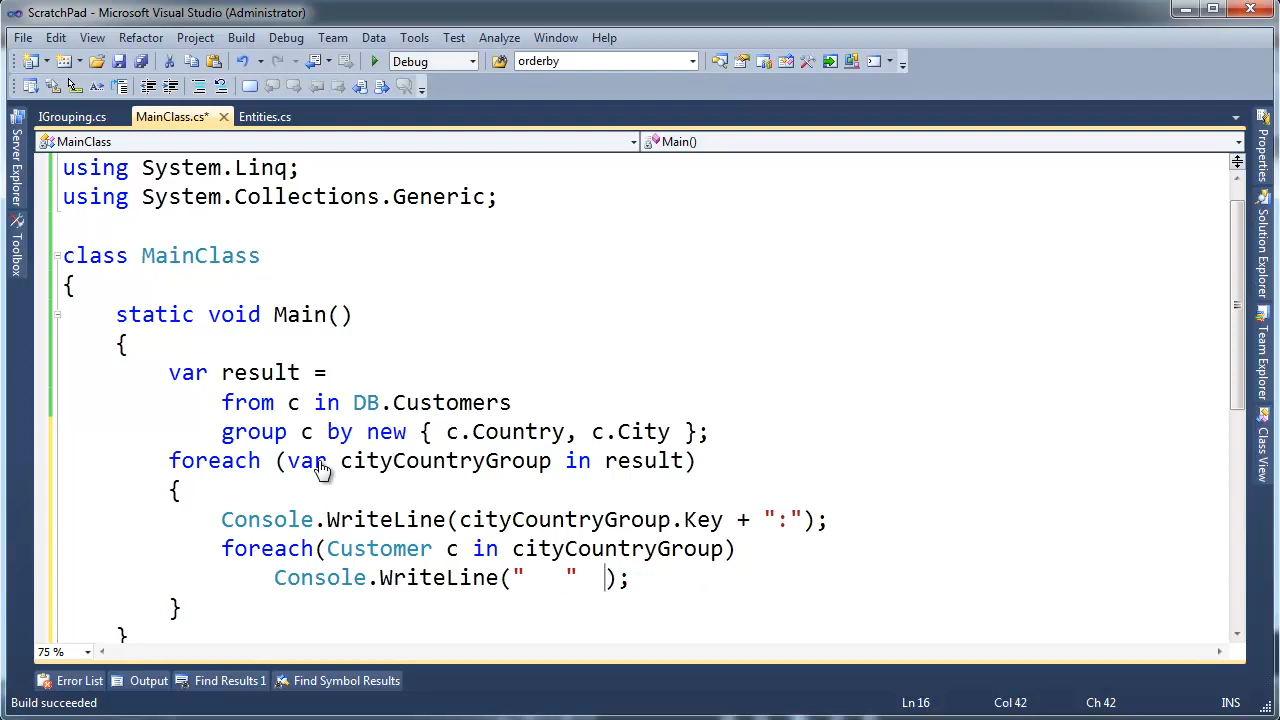 ScratchPad - Microsoft Visual Studio (Administrator)
File Edit View Refactor Project Build Debug Team Data Tools Test Analyze Window Help
Debug orderby
IGrouping.cs MainClass.cs* Entities.cs
MainClass Main()
using System.Linq;
using System.Collections.Generic;
class MainClass
{
static void Main()
{
var result =
from c in DB.Customers
group c by new { c.Country, c.City };
foreach (var cityCountryGroup in result)
{
Console.WriteLine(cityCountryGroup.Key + ":");
foreach(Customer c in cityCountryGroup)
Console.WriteLine("   "  );
}
}
Server Explorer
Toolbox
Properties
Solution Explorer
Team Explorer
Class View
75 %
Error List Output Find Results 1 Find Symbol Results
Build succeeded Ln 16 Col 42 Ch 42 INS